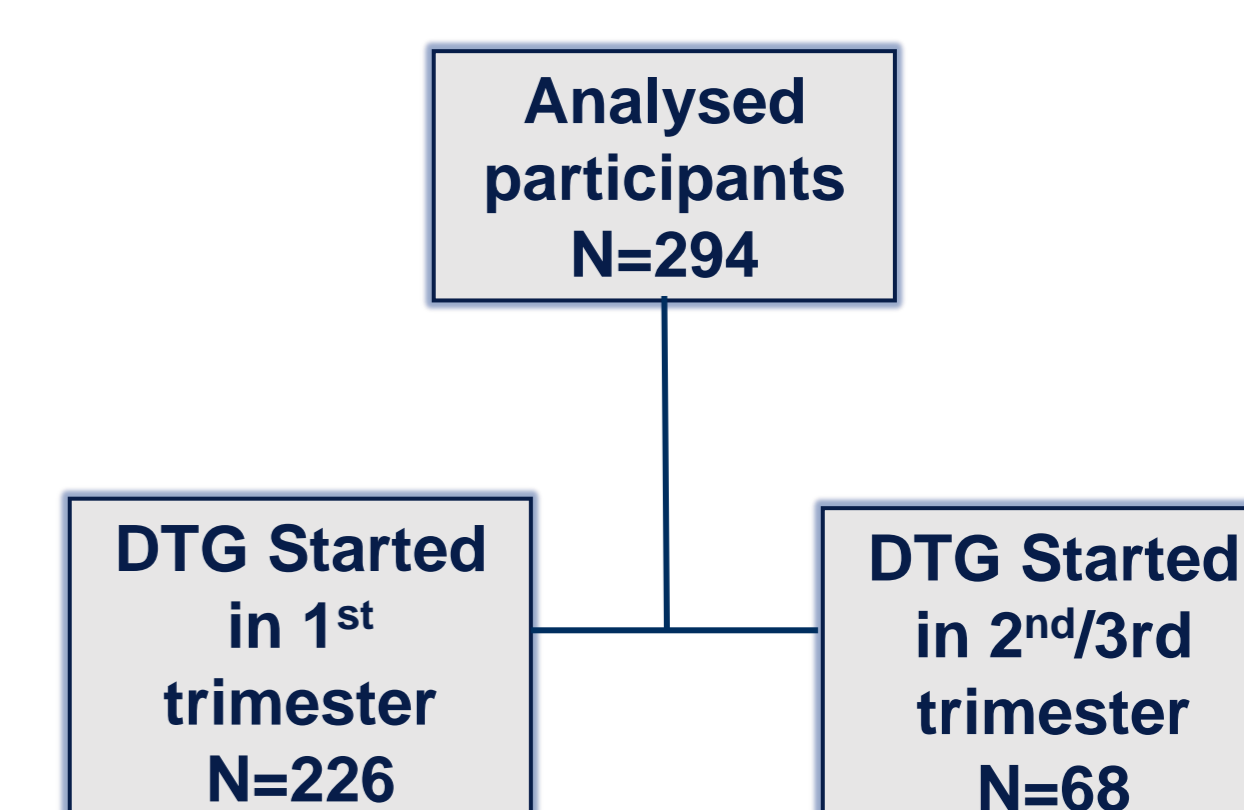 Analysed
participants
N=294
DTG Started
in 1st
trimester
N=226
DTG Started
in 2nd/3rd
trimester
N=68